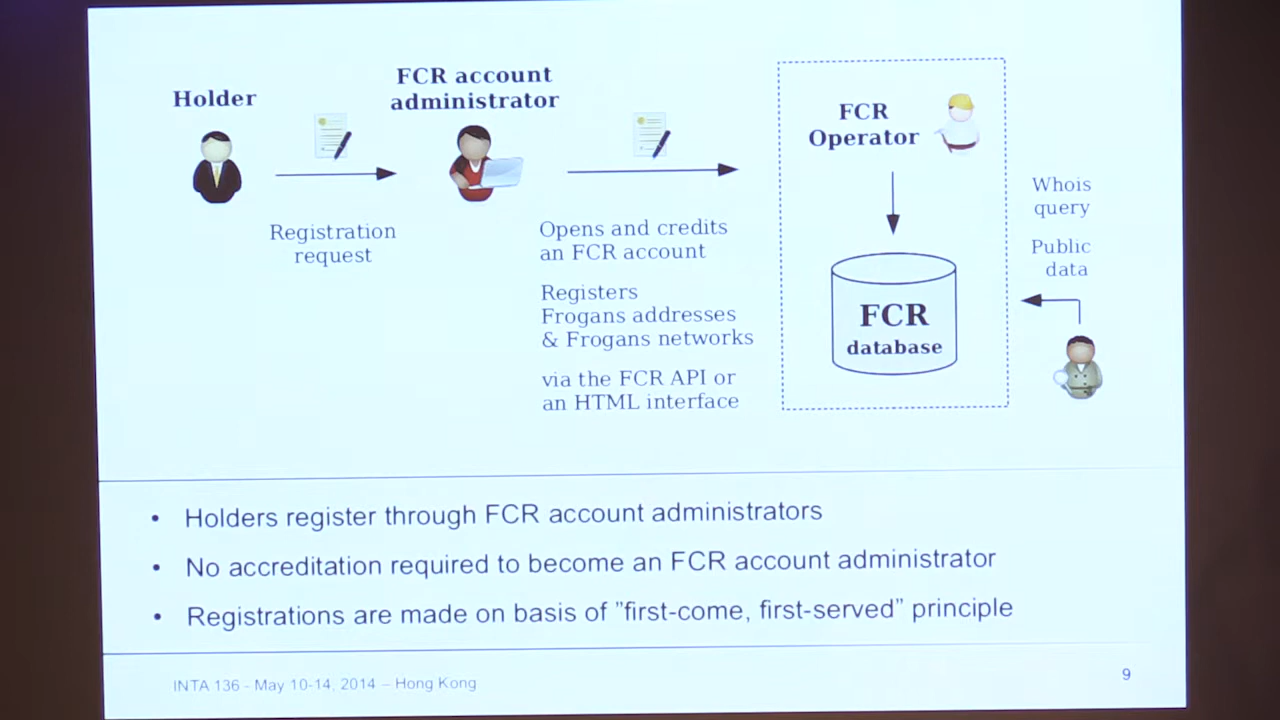 Holder
FCR account
administrator
FCR
Operator
Registration
request
Opens and credits
an FCR account
Registers
Frogans addresses
& Frogans networks
via the FCR API or
an HTML interface
FCR
database
Whois
query
Public
data
• Holders register through FCR account administrators
• No accreditation required to become an FCR account administrator
• Registrations are made on basis of ”first-come, first-served” principle
INTA 136 - May 10-14, 2014 – Hong Kong
9